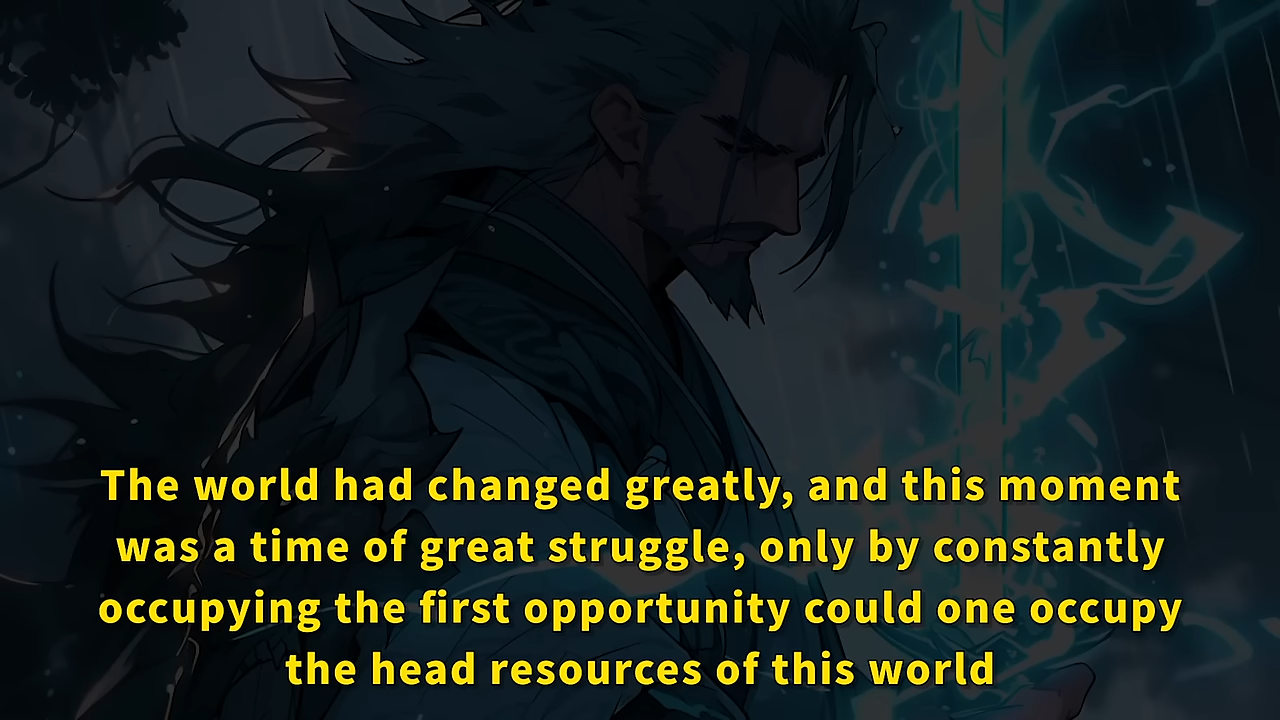 The world had changed greatly, and this moment
was a time of great struggle, only by constantly
occupying the first opportunity could one occupy
the head resources of this world